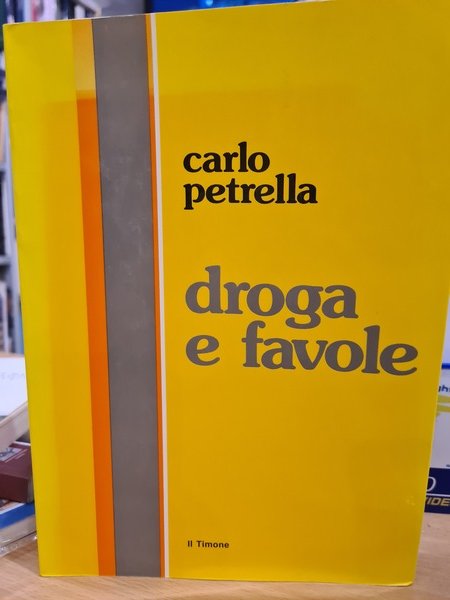 carlo
petrella
droga
e favole
Il Timone